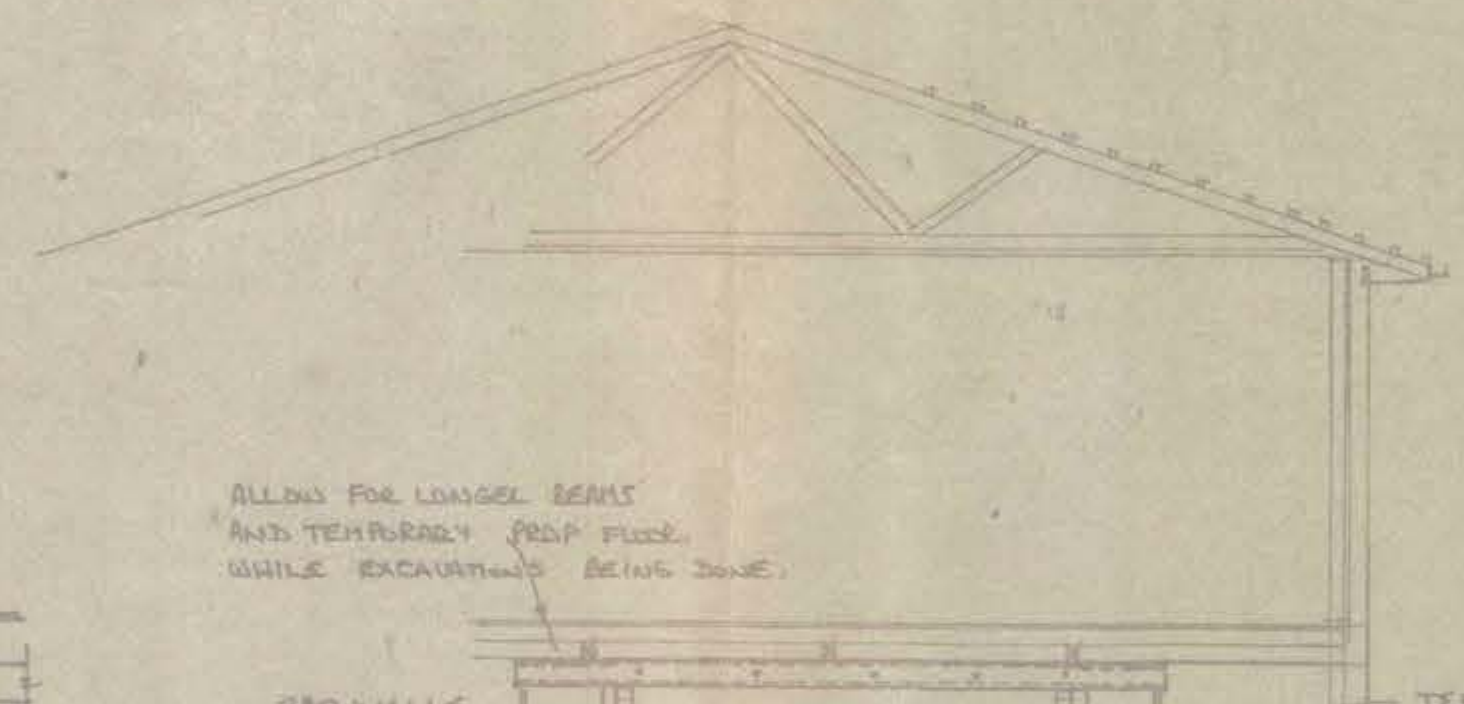 ALLOW FOR LONGER BEAMS
AND TEMPORARY PROP FLOOR.
WHILE EXCAVATIONS BEING DONE.